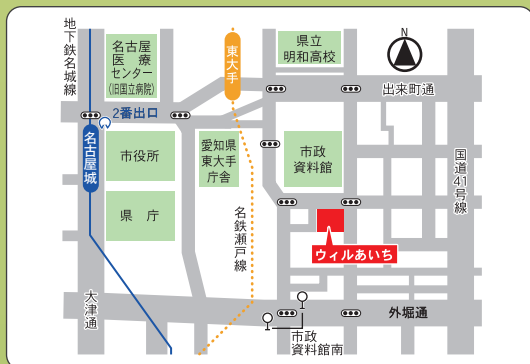 地下鉄名城線
名古屋
医療
センター
(旧国立病院)
東大手
県立
明和高校
N
出来町通
2番出口
名古屋城
市役所
愛知県
東大手
庁舎
市政
資料館
国道41号線
県庁
名鉄瀬戸線
ウィルあいち
大津通
外堀通
市政
資料館南